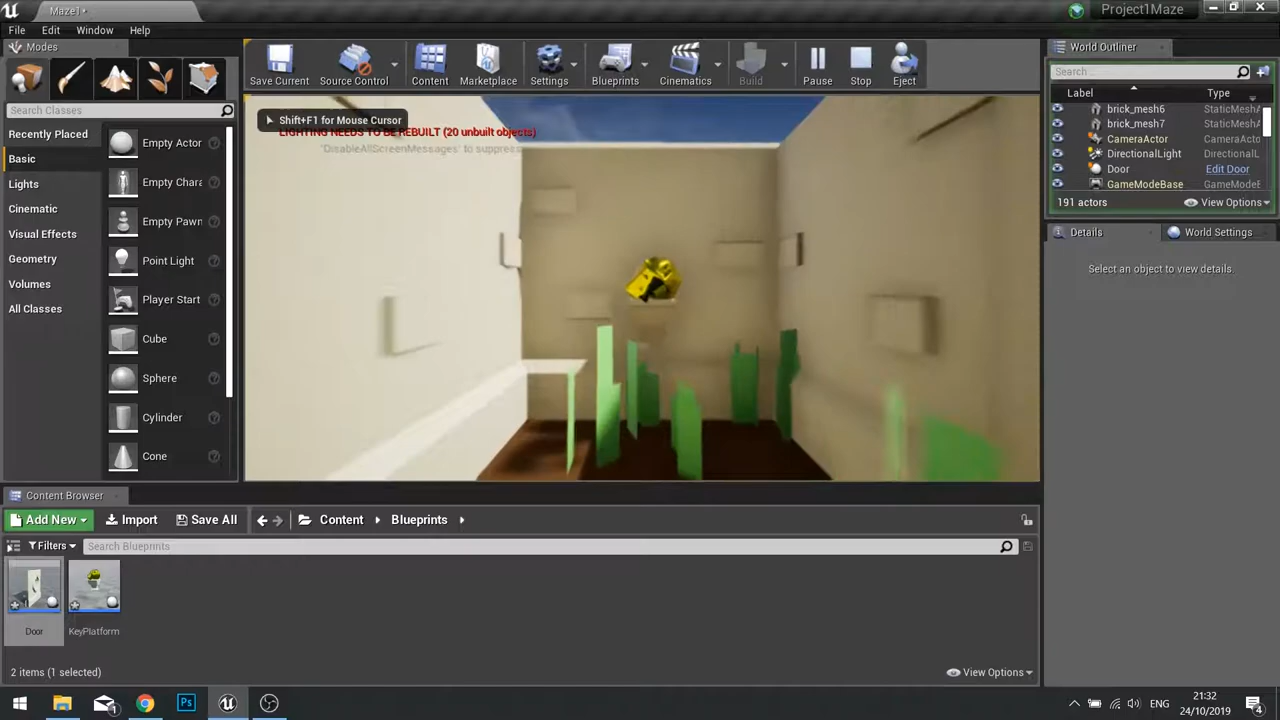 Maze1•
Project1Maze
File Edit Window Help
Modes
Search Classes
Recently Placed
Basic
Lights
Cinematic
Visual Effects
Geometry
Volumes
All Classes
Empty Actor
Empty Chara
Empty Pawn
Point Light
Player Start
Cube
Sphere
Cylinder
Cone
Save Current
Source Control
Content
Marketplace
Settings
Blueprints
Cinematics
Build
Pause
Stop
Eject
Shift+F1 for Mouse Cursor
LIGHTING NEEDS TO BE REBUILT (20 unbuilt objects)
'DisableAllScreenMessages' to suppress
World Outliner
Search...
Label Type
brick_mesh6 StaticMeshA
brick_mesh7 StaticMeshA
CameraActor CameraActo
DirectionalLight DirectionalL
Door Edit Door
GameModeBase GameModeB
191 actors View Options
Details
World Settings
Select an object to view details
Content Browser
Add New Import Save All Content Blueprints
Filters Search Blueprints
Door
KeyPlatform
2 items (1 selected) View Options
Ps
1
ENG
21:32
24/10/2019
4